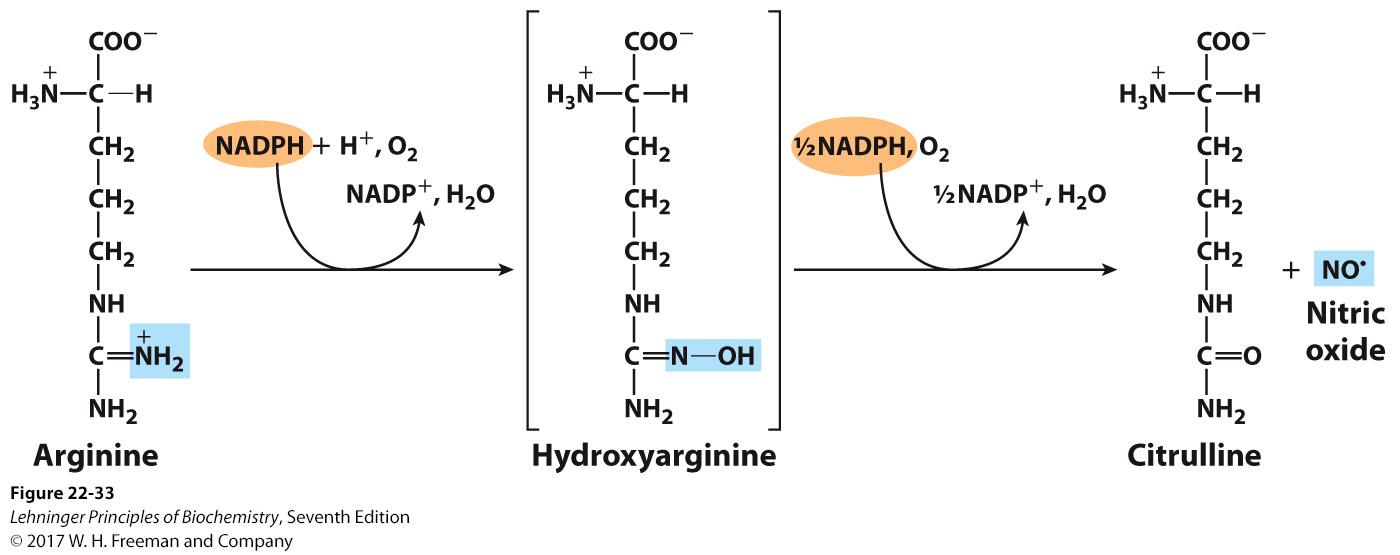 COO⁻
H₃N⁺—C—H
CH₂
CH₂
CH₂
NH
C=N⁺H₂
NH₂
Arginine
NADPH + H⁺, O₂
NADP⁺, H₂O
COO⁻
H₃N⁺—C—H
CH₂
CH₂
CH₂
NH
C=N—OH
NH₂
Hydroxyarginine
½NADPH, O₂
½NADP⁺, H₂O
COO⁻
H₃N⁺—C—H
CH₂
CH₂
CH₂
NH
C=O
NH₂
Citrulline
+ NO•
Nitric
oxide
Figure 22-33
Lehninger Principles of Biochemistry, Seventh Edition
© 2017 W. H. Freeman and Company